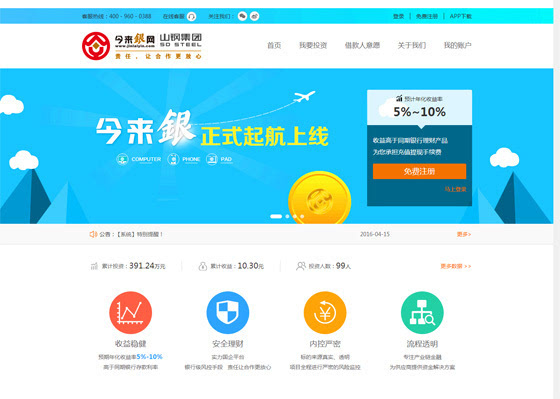 客服热线：400 - 960 - 0388 在线客服 关注我们：
登录 | 免费注册 | APP下载
今来銀网 山钢集团
www.jinlaiyin.com SD STEEL
责任，让合作更放心
首页 我要投资 借款人意愿 关于我们 我的账户
今来銀 正式起航上线
COMPUTER PHONE PAD
预计年化收益率
5%~10%
收益高于同期银行理财产品
为您承担充值提现手续费
免费注册
马上登录
公告：【系统】特别提醒！ 2016-04-15 更多»
累计投资：391.24万元 累计收益：10.30元 投资人数：99人 更多数据 >>
收益稳健
预期年化收益率5%-10%
高于同期银行存款利率
安全理财
实力国企平台
银行级风控手段 责任让合作更放心
内控严密
标的来源真实、透明
项目全程进行严密的风险监控
流程透明
专注产业链金融
为供应商提供资金解决方案